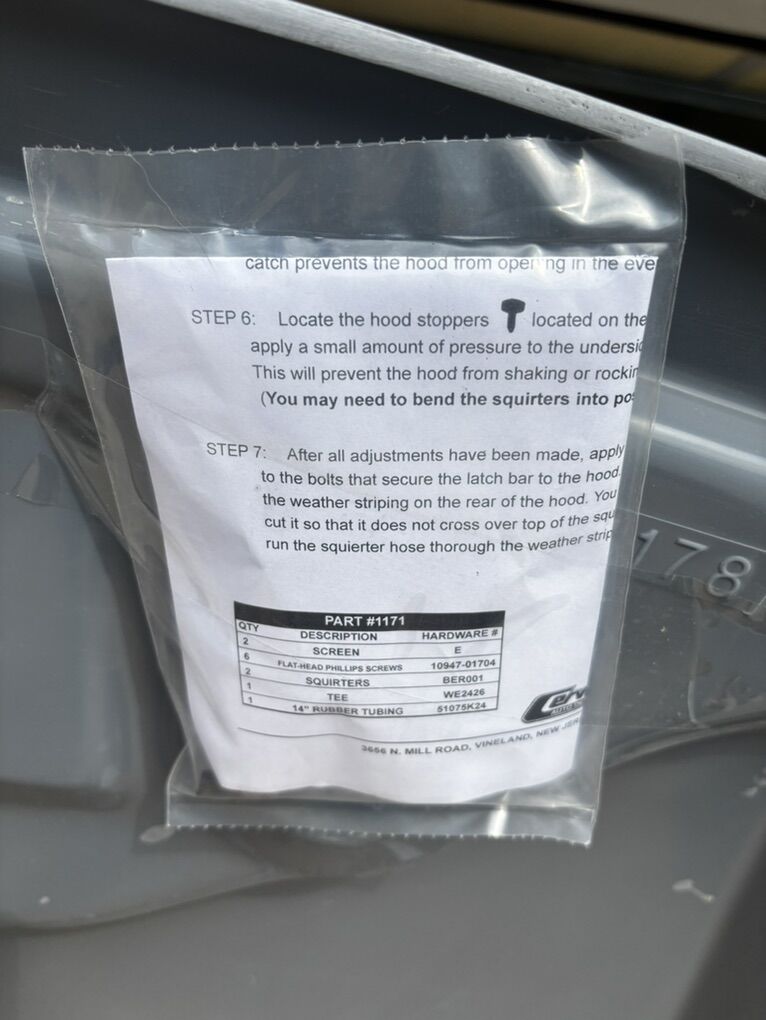 catch prevents the hood from opening in the eve
STEP 6: Locate the hood stoppers located on the
apply a small amount of pressure to the undersid
This will prevent the hood from shaking or rockin
(You may need to bend the squirters into pos
STEP 7: After all adjustments have been made, apply
to the bolts that secure the latch bar to the hood.
the weather striping on the rear of the hood. You
cut it so that it does not cross over top of the squ
run the squierter hose thorough the weather strip
178
PART #1171
QTY DESCRIPTION HARDWARE #
2 SCREEN E
6 FLAT-HEAD PHILLIPS SCREWS 10947-01704
2 SQUIRTERS BER001
1 TEE WE2426
1 14" RUBBER TUBING 51075K24
Cerv
AUTO
3656 N. MILL ROAD, VINELAND, NEW JER